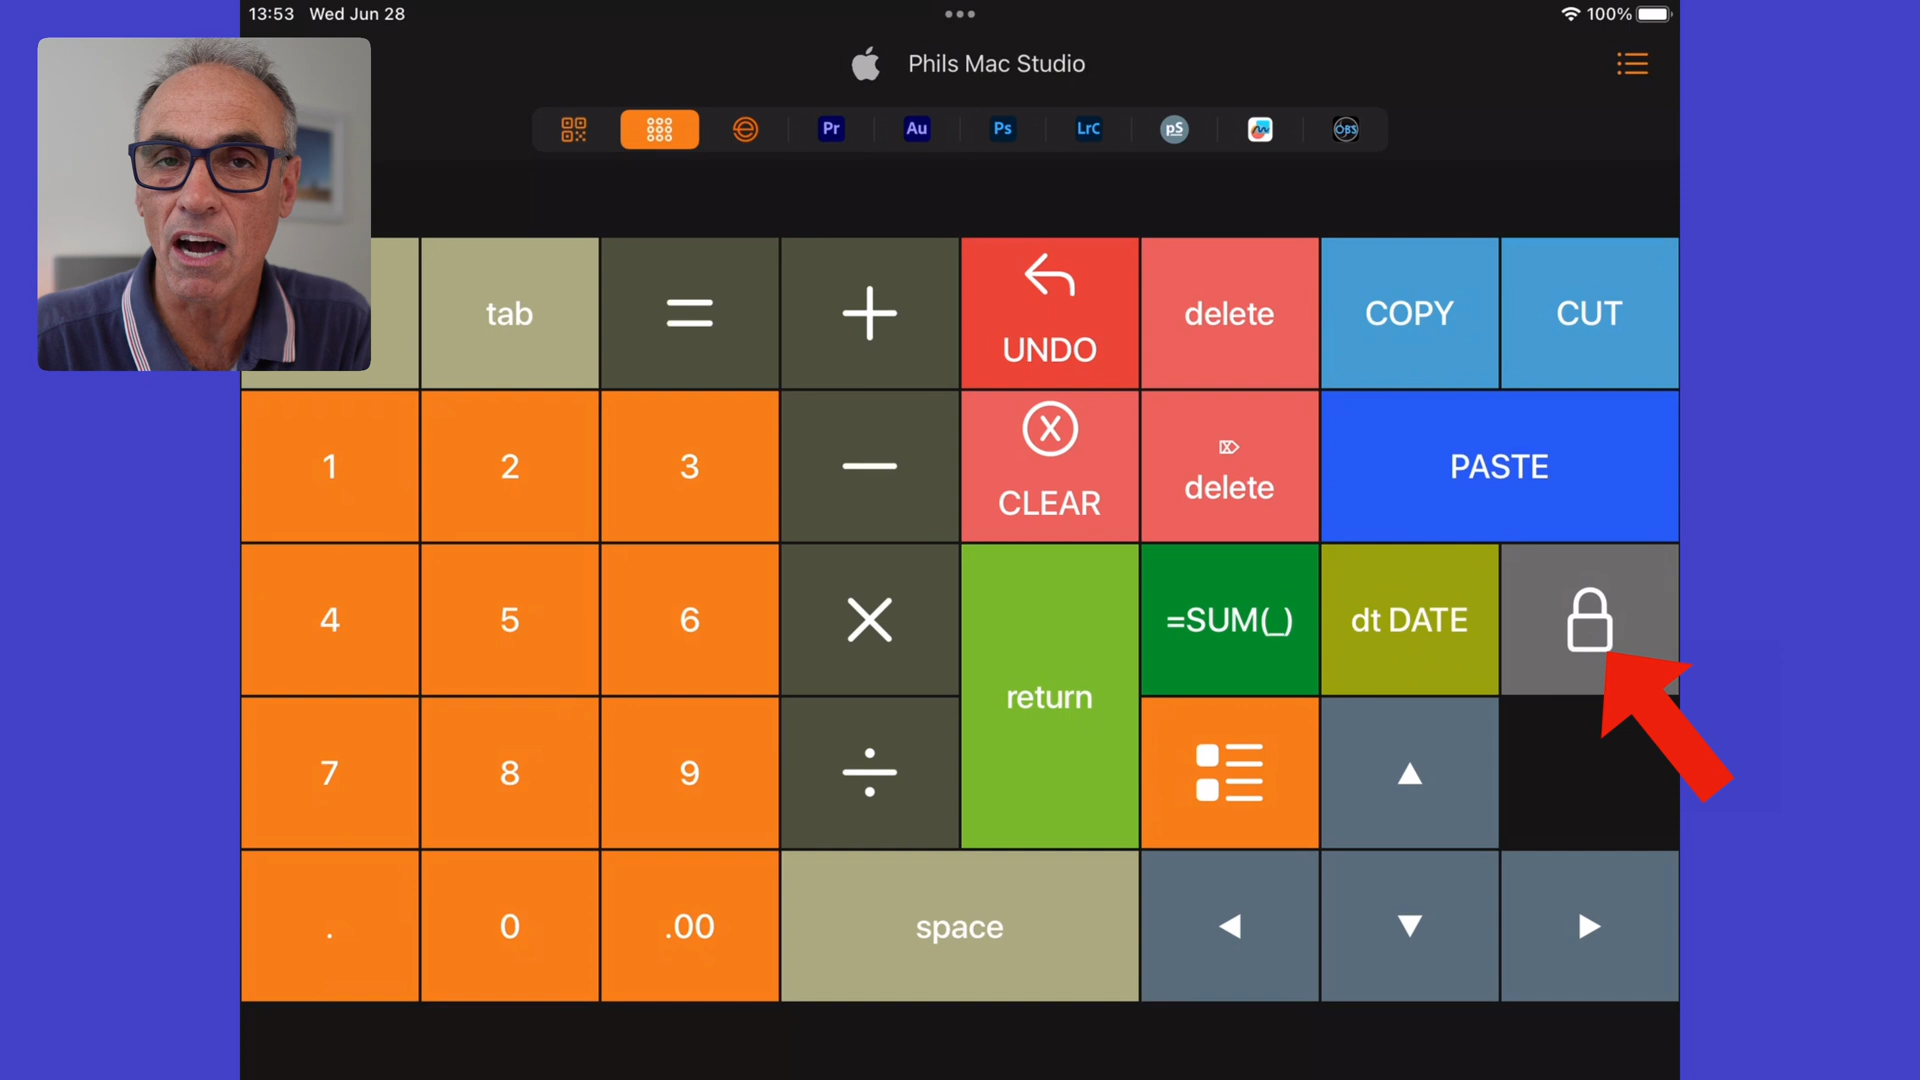 13:53 Wed Jun 28
100%
Phils Mac Studio
Pr Au Ps LrC pS OBS
tab = + UNDO delete COPY CUT
1 2 3 — CLEAR delete PASTE
4 5 6 × return =SUM(_) dt DATE
7 8 9 ÷
. 0 .00 space